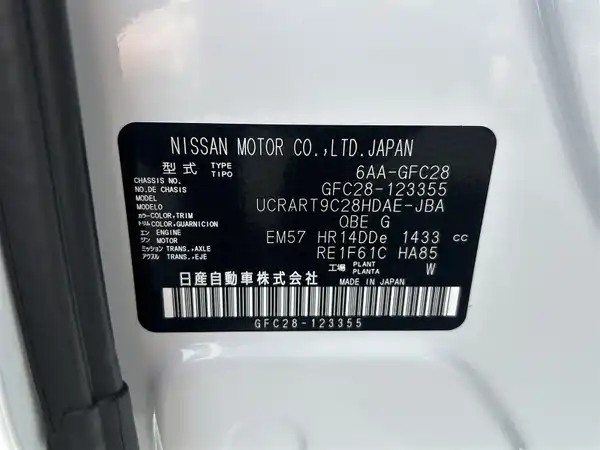 NISSAN MOTOR CO.,LTD.JAPAN
型式 TYPE TIPO 6AA-GFC28
CHASSIS NO. NO.DE CHASIS GFC28-123355
MODEL MODELO UCRART9C28HDAE-JBA
カラー COLOR,TRIM トリム COLOR,GUARNICION QBE G
エン ENGINE ジン MOTOR EM57 HR14DDe 1433 cc
ミッション TRANS.,AXLE アクスル TRANS.,EJE RE1F61C HA85
工場 PLANT PLANTA W
日産自動車株式会社 MADE IN JAPAN
GFC28-123355